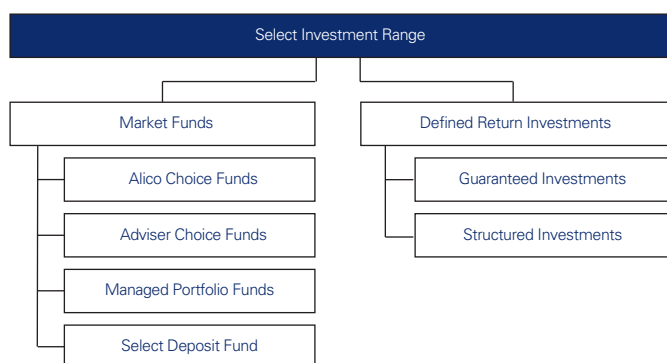 Select Investment Range
Market Funds
Alico Choice Funds
Adviser Choice Funds
Managed Portfolio Funds
Select Deposit Fund
Defined Return Investments
Guaranteed Investments
Structured Investments